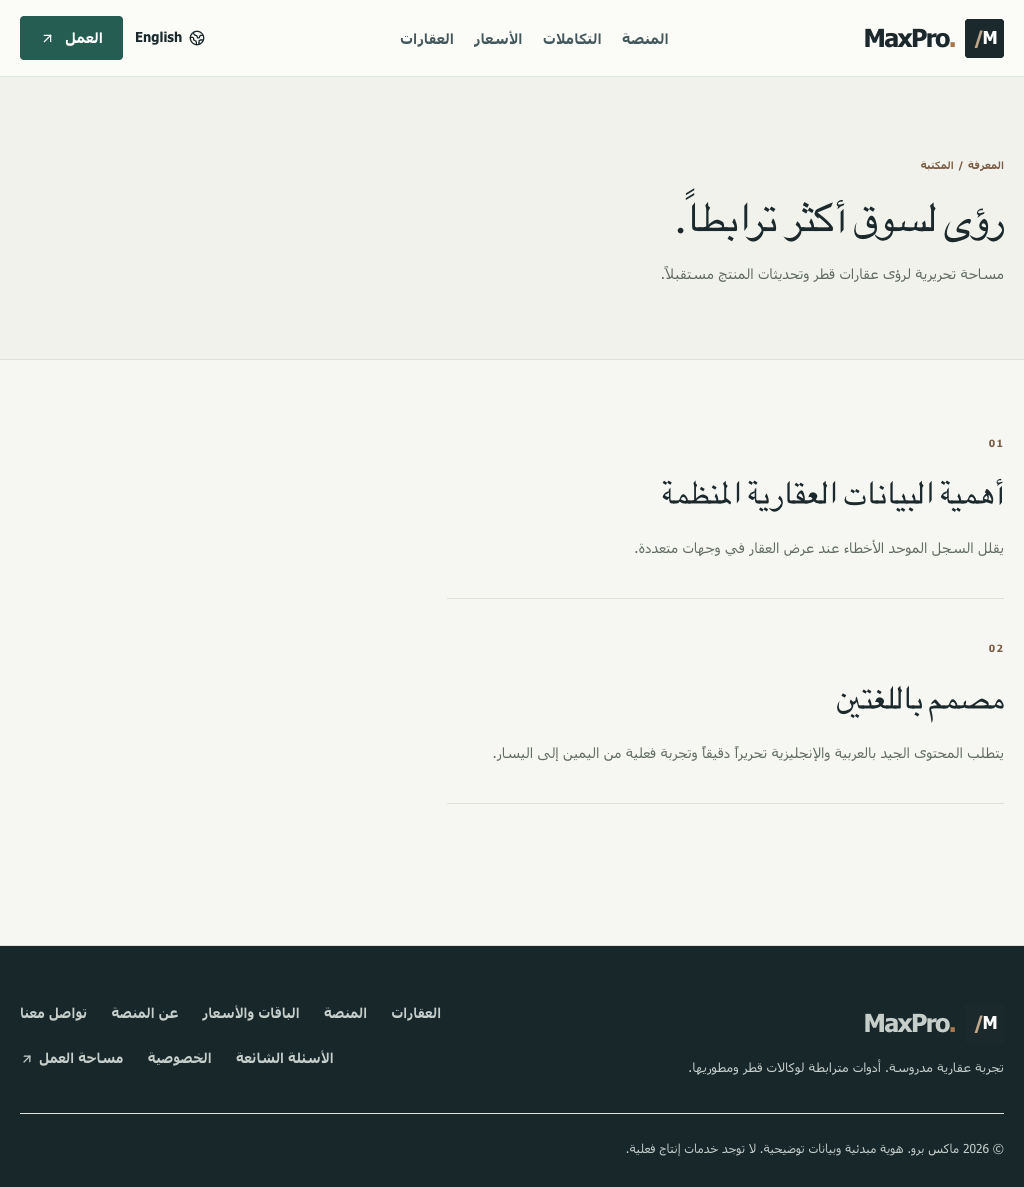 M/ MaxPro.
المنصة التكاملات الأسعار العقارات
English
العمل
المعرفة / المكتبة
رؤى لسوق أكثر ترابطاً.
مساحة تحريرية لرؤى عقارات قطر وتحديثات المنتج مستقبلاً.
01
أهمية البيانات العقارية المنظمة
يقلل السجل الموحد الأخطاء عند عرض العقار في وجهات متعددة.
02
مصمم باللغتين
يتطلب المحتوى الجيد بالعربية والإنجليزية تحريراً دقيقاً وتجربة فعلية من اليمين إلى اليسار.
M/ MaxPro.
تجربة عقارية مدروسة. أدوات مترابطة لوكالات قطر ومطوريها.
العقارات المنصة الباقات والأسعار عن المنصة تواصل معنا
الأسئلة الشائعة الخصوصية مساحة العمل
© 2026 ماكس برو. هوية مبدئية وبيانات توضيحية. لا توجد خدمات إنتاج فعلية.